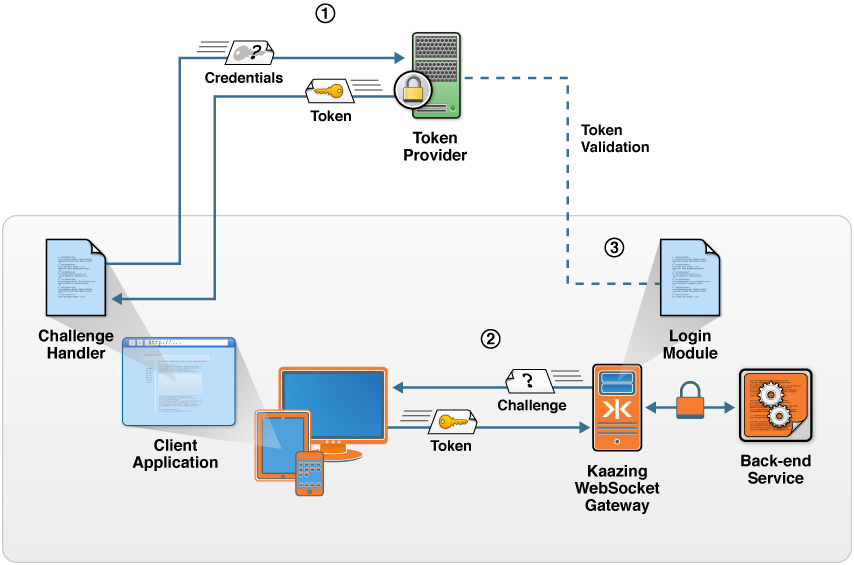 ①
Credentials
Token
Token
Provider
Token
Validation
③
Challenge
Handler
Login
Module
②
http://...
Challenge
Token
Client
Application
Kaazing
WebSocket
Gateway
Back-end
Service